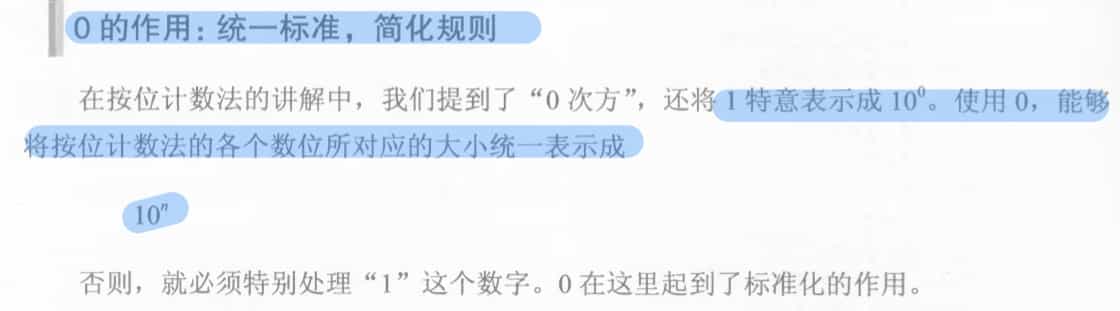 0 的作用：统一标准，简化规则
在按位计数法的讲解中，我们提到了“0 次方”，还将 1 特意表示成 10⁰。使用 0，能够
将按位计数法的各个数位所对应的大小统一表示成
10ⁿ
否则，就必须特别处理“1”这个数字。0 在这里起到了标准化的作用。